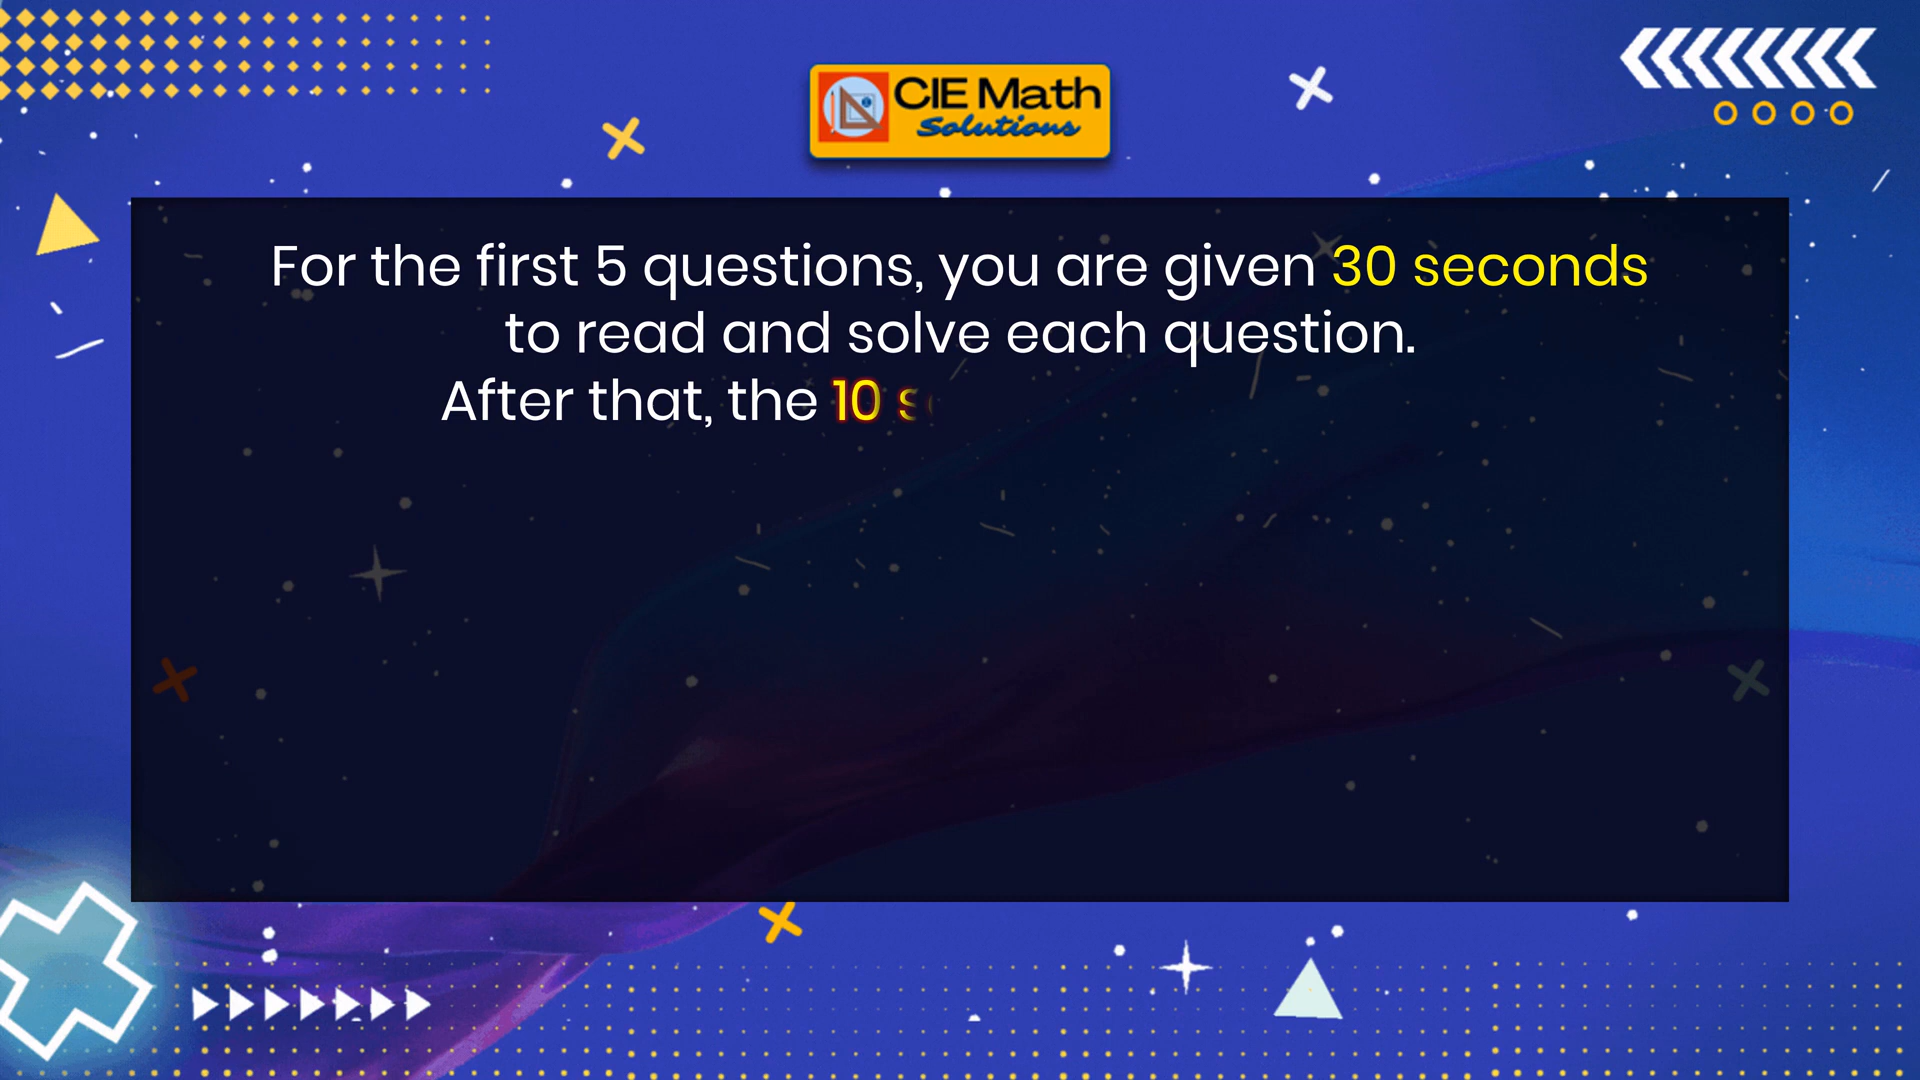 CIE Math
Solutions
For the first 5 questions, you are given 30 seconds
to read and solve each question.
After that, the 10